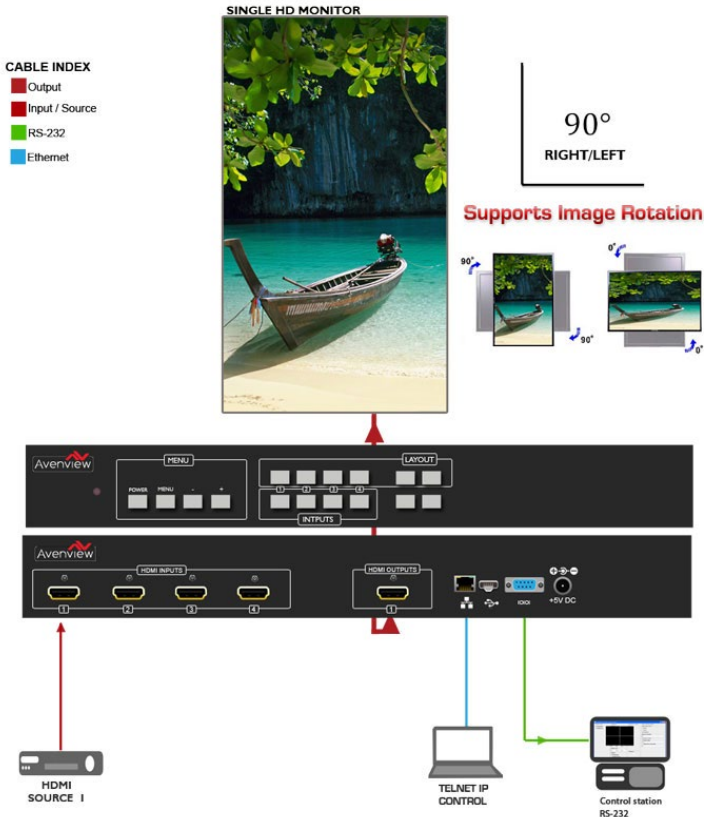 SINGLE HD MONITOR
CABLE INDEX
Output
Input / Source
RS-232
Ethernet
90°
RIGHT/LEFT
Supports Image Rotation
90°
90°
0°
0°
Avenview
MENU
POWER MENU - +
LAYOUT
1 2 3 4
INTPUTS
Avenview
HDMI INPUTS
1 2 3 4
HDMI OUTPUTS
1
+5V DC
HDMI
SOURCE 1
TELNET IP
CONTROL
Control station
RS-232